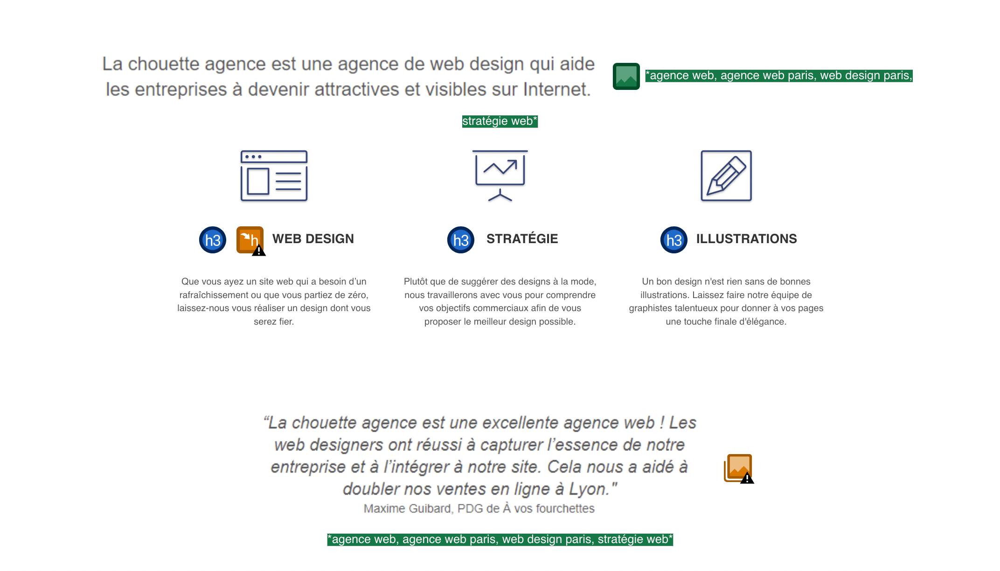 La chouette agence est une agence de web design qui aide
les entreprises à devenir attractives et visibles sur Internet.
*agence web, agence web paris, web design paris,
stratégie web*
h3 h WEB DESIGN
h3 STRATÉGIE
h3 ILLUSTRATIONS
Que vous ayez un site web qui a besoin d’un
rafraîchissement ou que vous partiez de zéro,
laissez-nous vous réaliser un design dont vous
serez fier.
Plutôt que de suggérer des designs à la mode,
nous travaillerons avec vous pour comprendre
vos objectifs commerciaux afin de vous
proposer le meilleur design possible.
Un bon design n'est rien sans de bonnes
illustrations. Laissez faire notre équipe de
graphistes talentueux pour donner à vos pages
une touche finale d'élégance.
“La chouette agence est une excellente agence web ! Les
web designers ont réussi à capturer l’essence de notre
entreprise et à l’intégrer à notre site. Cela nous a aidé à
doubler nos ventes en ligne à Lyon."
Maxime Guibard, PDG de À vos fourchettes
*agence web, agence web paris, web design paris, stratégie web*